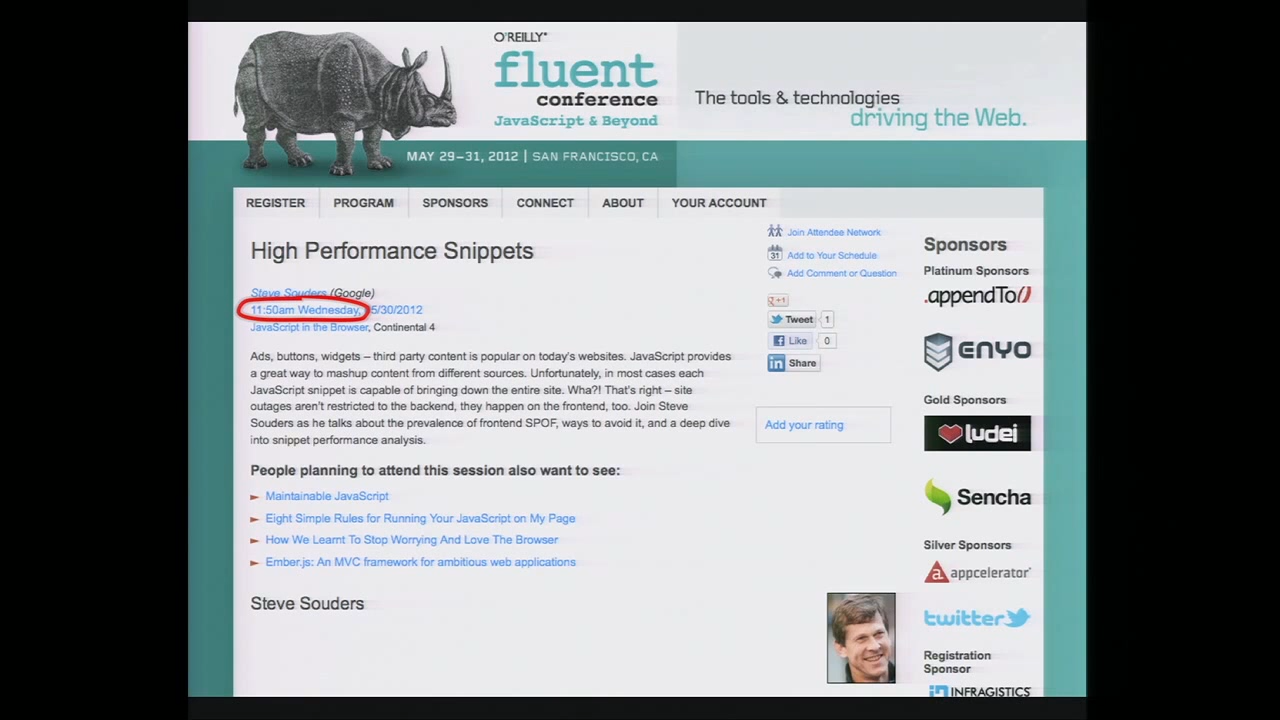 O'REILLY®
fluent
conference
JavaScript & Beyond
The tools & technologies
driving the Web.
MAY 29–31, 2012 | SAN FRANCISCO, CA
REGISTER PROGRAM SPONSORS CONNECT ABOUT YOUR ACCOUNT
High Performance Snippets
Steve Souders (Google)
11:50am Wednesday, 5/30/2012
JavaScript in the Browser, Continental 4
Ads, buttons, widgets – third party content is popular on today's websites. JavaScript provides
a great way to mashup content from different sources. Unfortunately, in most cases each
JavaScript snippet is capable of bringing down the entire site. Wha?! That's right – site
outages aren't restricted to the backend, they happen on the frontend, too. Join Steve
Souders as he talks about the prevalence of frontend SPOF, ways to avoid it, and a deep dive
into snippet performance analysis.
People planning to attend this session also want to see:
► Maintainable JavaScript
► Eight Simple Rules for Running Your JavaScript on My Page
► How We Learnt To Stop Worrying And Love The Browser
► Ember.js: An MVC framework for ambitious web applications
Steve Souders
Join Attendee Network
31 Add to Your Schedule
Add Comment or Question
g +1
Tweet 1
f Like 0
in Share
Add your rating
Sponsors
Platinum Sponsors
.appendTo()
ENYO
Gold Sponsors
ludei
Sencha
Silver Sponsors
a appcelerator
twitter
Registration
Sponsor
INFRAGISTICS